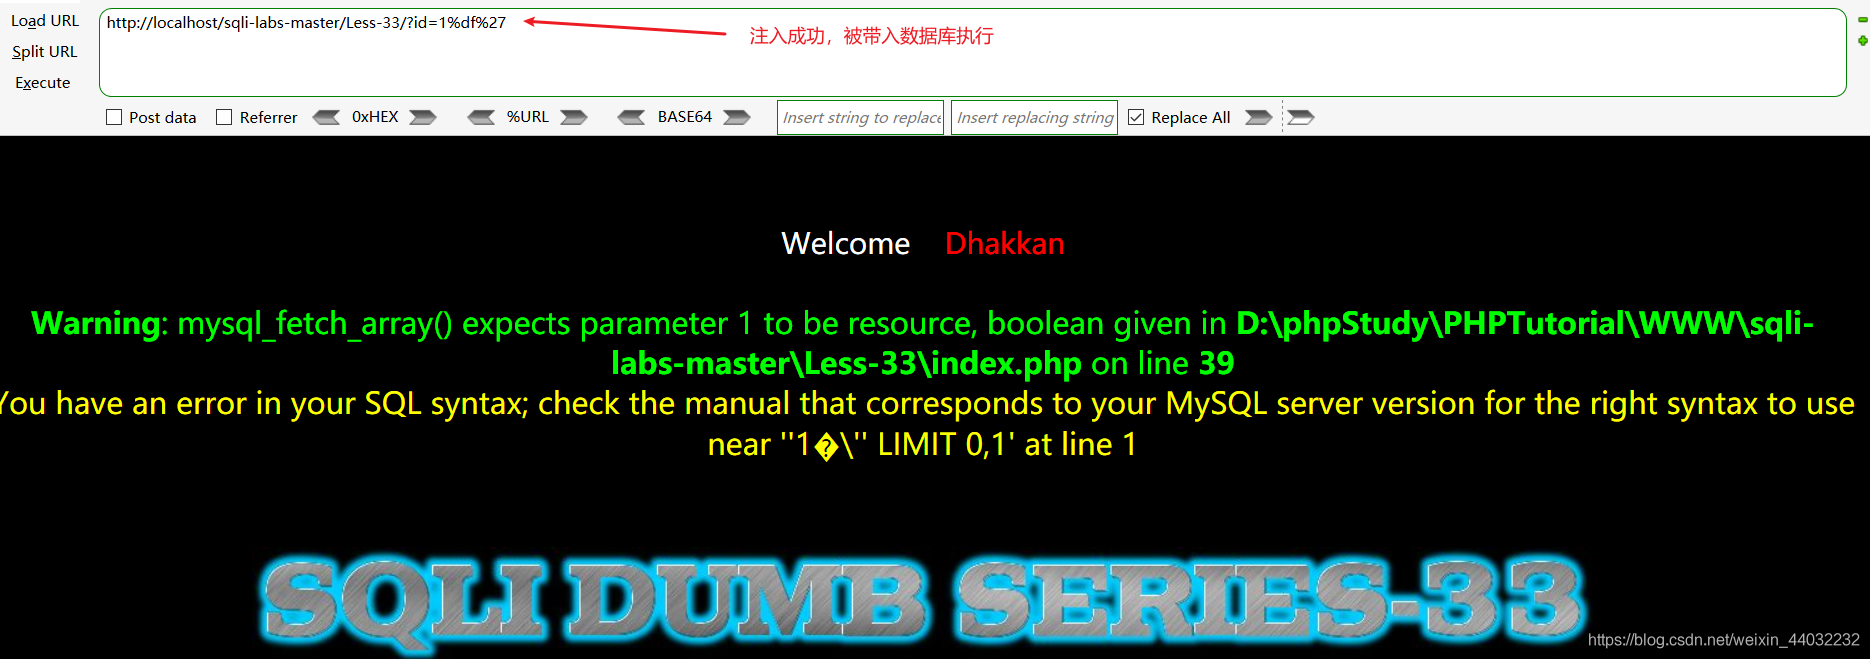 Load URL
http://localhost/sqli-labs-master/Less-33/?id=1%df%27
注入成功，被带入数据库执行
Split URL
Execute
Post data Referrer 0xHEX %URL BASE64 Insert string to replace Insert replacing string Replace All
Welcome Dhakkan
Warning: mysql_fetch_array() expects parameter 1 to be resource, boolean given in D:\phpStudy\PHPTutorial\WWW\sqli-
labs-master\Less-33\index.php on line 39
You have an error in your SQL syntax; check the manual that corresponds to your MySQL server version for the right syntax to use
near ''1�\'' LIMIT 0,1' at line 1
SQLI DUMB SERIES-33
https://blog.csdn.net/weixin_44032232